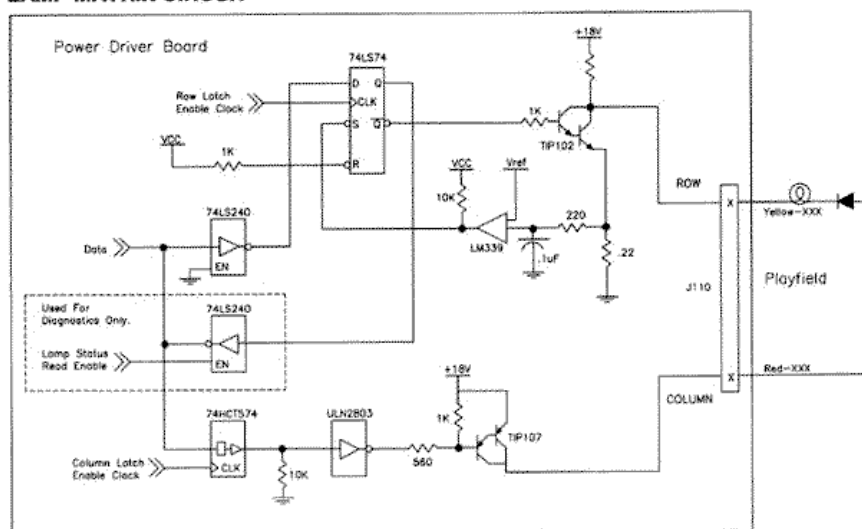 Power Driver Board
74LS74
+18V
D Q
Row Latch
Enable Clock
CLK
1K
S Q
TIP102
VCC
1K
R
VCC
Vref
ROW
10K
X
Yellow-XXX
74LS240
220
LM339
.1uF
.22
Data
EN
J110
Playfield
Used For
Diagnostics Only.
74LS240
Lamp Status
Read Enable
EN
+18V
X
Red-XXX
COLUMN
74HCT574
ULN2803
1K
TIP107
560
Column Latch
Enable Clock
CLK
10K